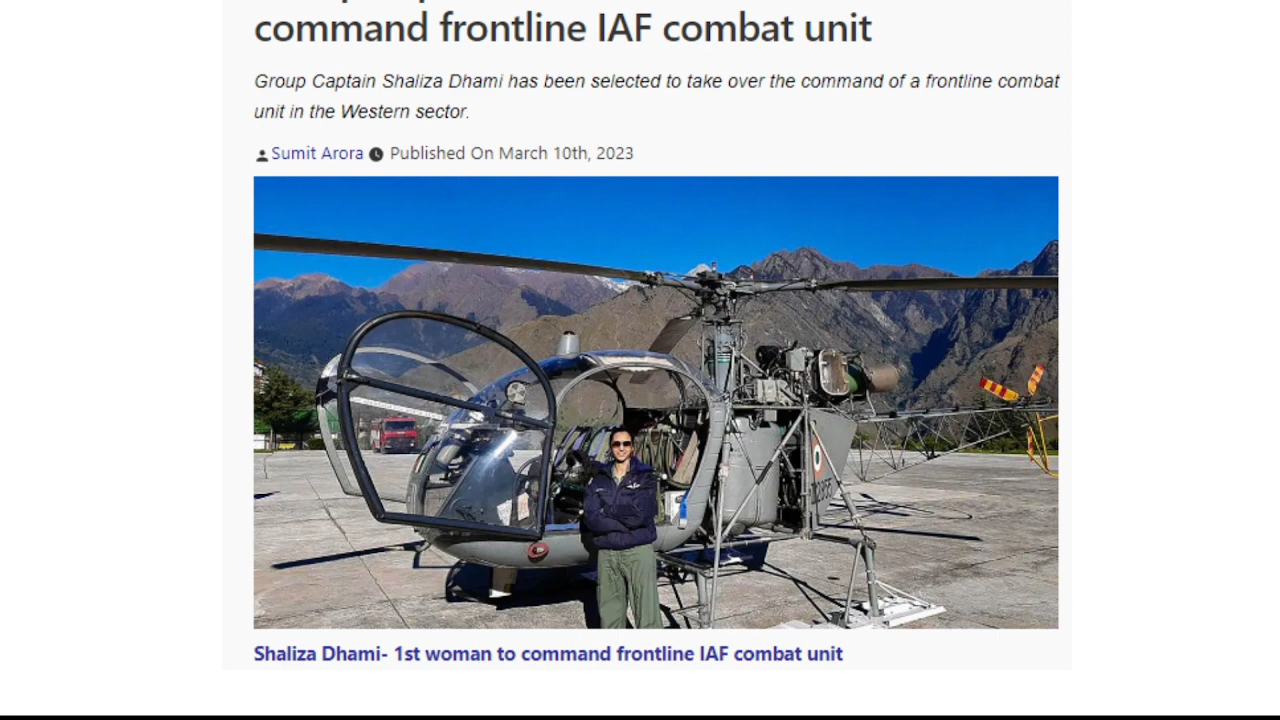 command frontline IAF combat unit
Group Captain Shaliza Dhami has been selected to take over the command of a frontline combat
unit in the Western sector.
Sumit Arora Published On March 10th, 2023
Shaliza Dhami- 1st woman to command frontline IAF combat unit